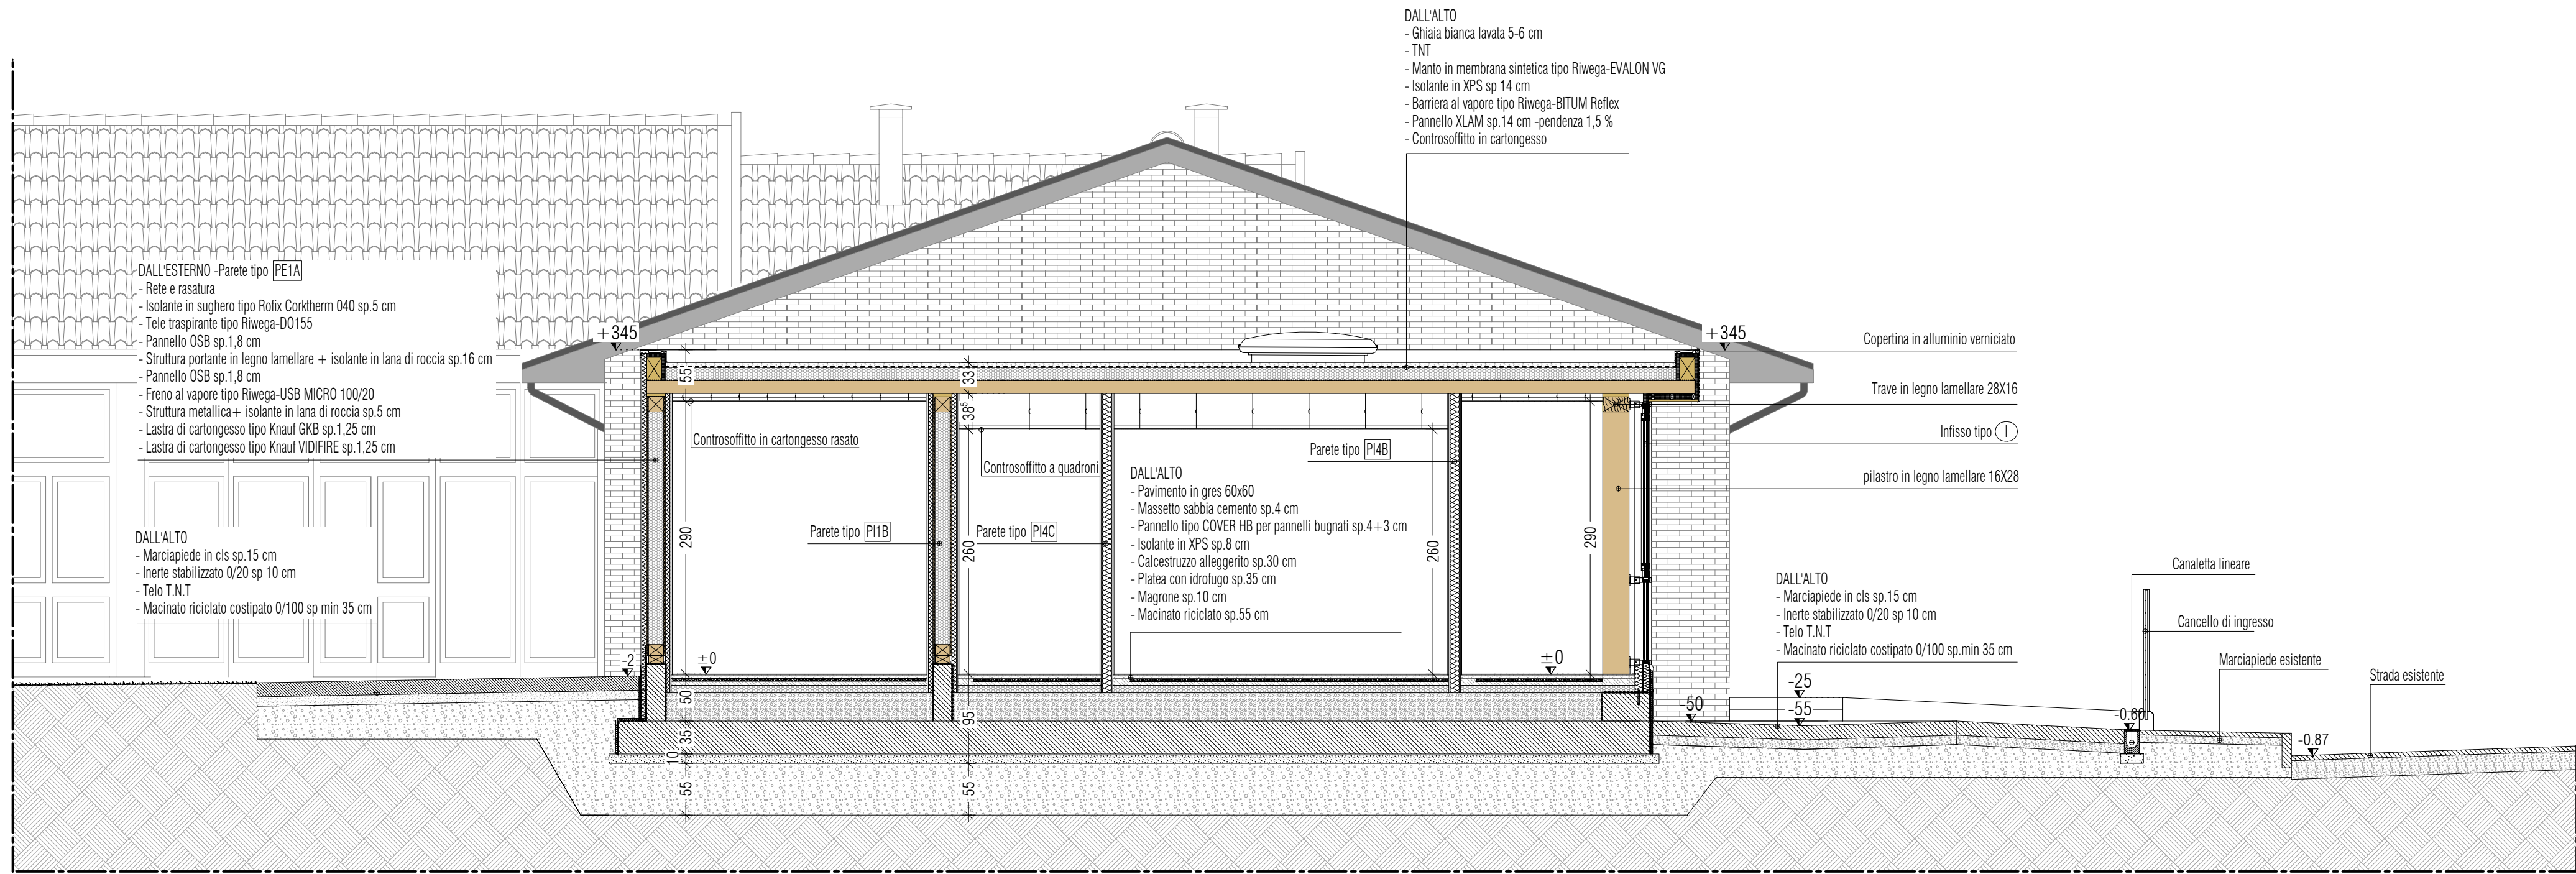 DALL'ALTO
- Ghiaia bianca lavata 5-6 cm
- TNT
- Manto in membrana sintetica tipo Riwega-EVALON VG
- Isolante in XPS sp 14 cm
- Barriera al vapore tipo Riwega-BITUM Reflex
- Pannello XLAM sp.14 cm -pendenza 1,5 %
- Controsoffitto in cartongesso
DALL'ESTERNO -Parete tipo PE1A
- Rete e rasatura
- Isolante in sughero tipo Rofix Corktherm 040 sp.5 cm
- Tele traspirante tipo Riwega-DO155
- Pannello OSB sp.1,8 cm
- Struttura portante in legno lamellare + isolante in lana di roccia sp.16 cm
- Pannello OSB sp.1,8 cm
- Freno al vapore tipo Riwega-USB MICRO 100/20
- Struttura metallica+ isolante in lana di roccia sp.5 cm
- Lastra di cartongesso tipo Knauf GKB sp.1,25 cm
- Lastra di cartongesso tipo Knauf VIDIFIRE sp.1,25 cm
+345
+345
Copertina in alluminio verniciato
Trave in legno lamellare 28X16
Infisso tipo I
pilastro in legno lamellare 16X28
55
33
38⁵
Controsoffitto in cartongesso rasato
Controsoffitto a quadroni
Parete tipo PI4B
Parete tipo PI1B
Parete tipo PI4C
290
260
260
290
DALL'ALTO
- Pavimento in gres 60x60
- Massetto sabbia cemento sp.4 cm
- Pannello tipo COVER HB per pannelli bugnati sp.4+3 cm
- Isolante in XPS sp.8 cm
- Calcestruzzo alleggerito sp.30 cm
- Platea con idrofugo sp.35 cm
- Magrone sp.10 cm
- Macinato riciclato sp.55 cm
DALL'ALTO
- Marciapiede in cls sp.15 cm
- Inerte stabilizzato 0/20 sp 10 cm
- Telo T.N.T
- Macinato riciclato costipato 0/100 sp min 35 cm
DALL'ALTO
- Marciapiede in cls sp.15 cm
- Inerte stabilizzato 0/20 sp 10 cm
- Telo T.N.T
- Macinato riciclato costipato 0/100 sp.min 35 cm
Canaletta lineare
Cancello di ingresso
Marciapiede esistente
Strada esistente
-2
±0
±0
-25
-50
-55
-0.87
50
95
35
10
55
55